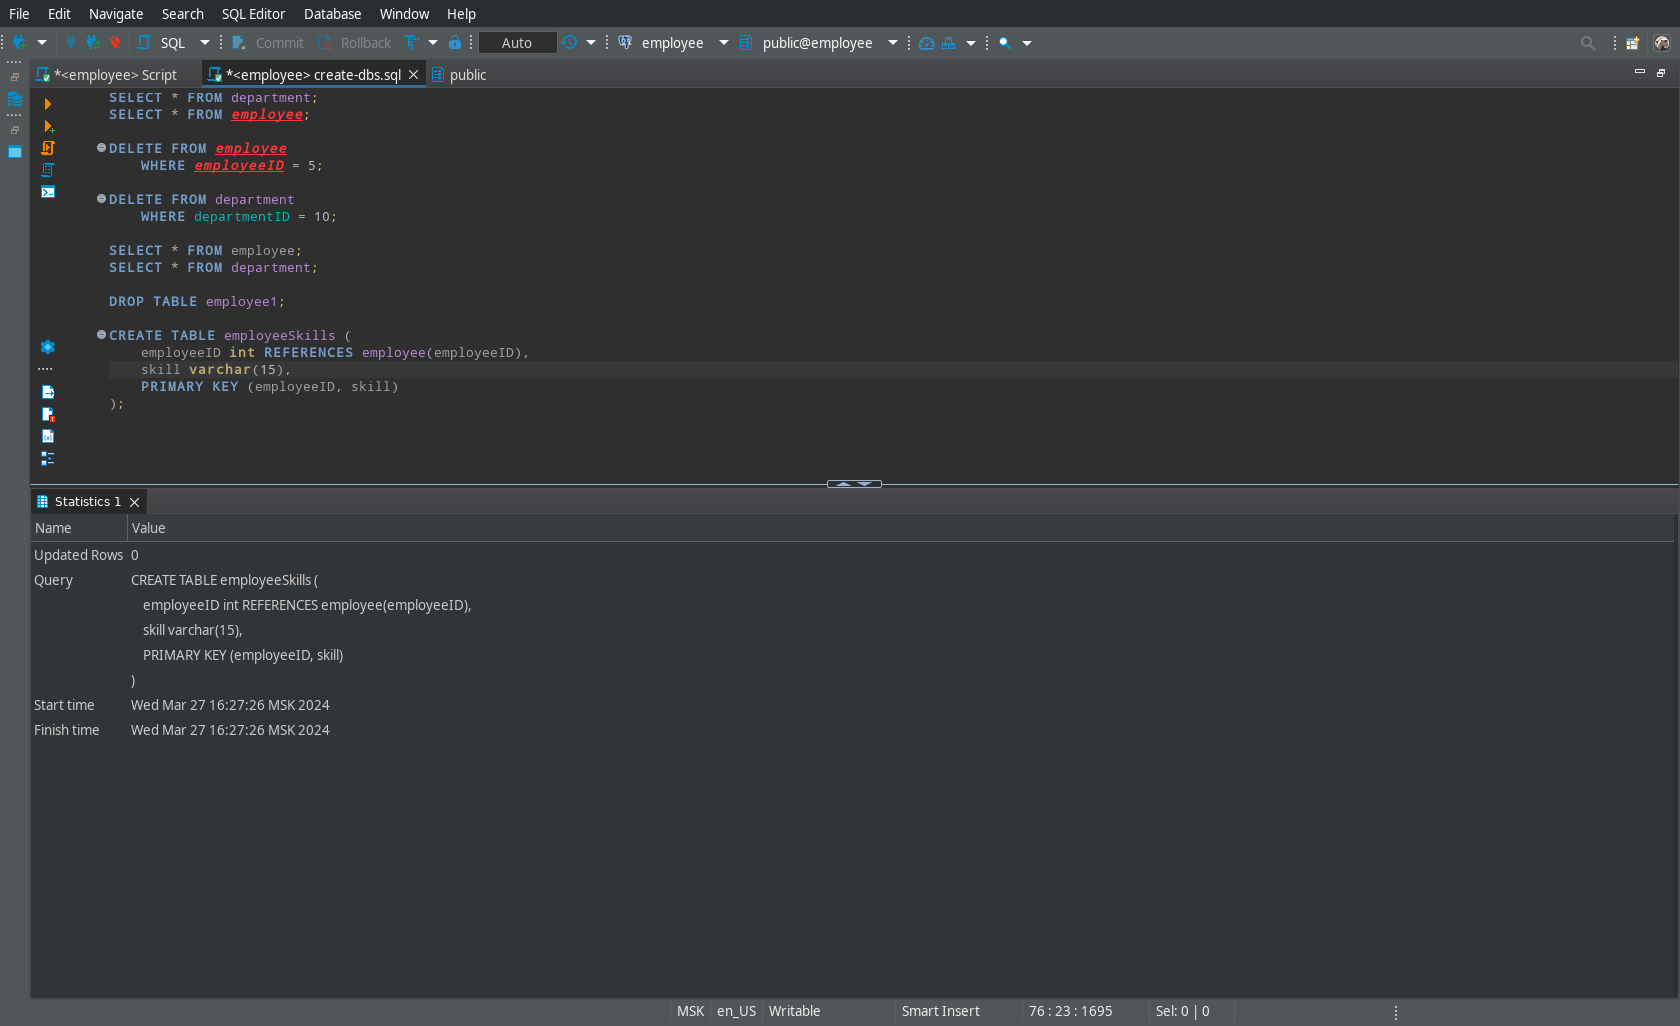 File Edit Navigate Search SQL Editor Database Window Help
SQL Commit Rollback Auto employee public@employee
*<employee> Script *<employee> create-dbs.sql public
SELECT * FROM department;
SELECT * FROM employee;
DELETE FROM employee
WHERE employeeID = 5;
DELETE FROM department
WHERE departmentID = 10;
SELECT * FROM employee;
SELECT * FROM department;
DROP TABLE employee1;
CREATE TABLE employeeSkills (
employeeID int REFERENCES employee(employeeID),
skill varchar(15),
PRIMARY KEY (employeeID, skill)
);
Statistics 1
Name Value
Updated Rows 0
Query CREATE TABLE employeeSkills (
employeeID int REFERENCES employee(employeeID),
skill varchar(15),
PRIMARY KEY (employeeID, skill)
)
Start time Wed Mar 27 16:27:26 MSK 2024
Finish time Wed Mar 27 16:27:26 MSK 2024
MSK en_US Writable Smart Insert 76 : 23 : 1695 Sel: 0 | 0